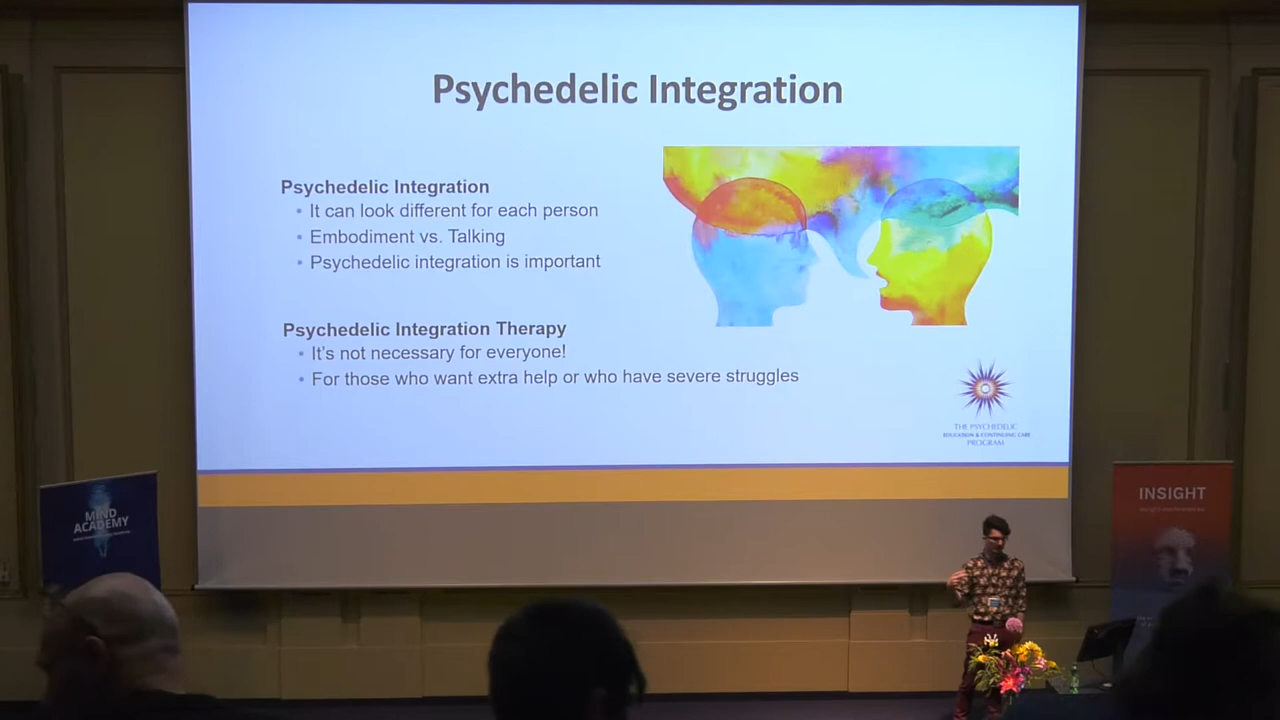 Psychedelic Integration
Psychedelic Integration
• It can look different for each person
• Embodiment vs. Talking
• Psychedelic integration is important
Psychedelic Integration Therapy
• It's not necessary for everyone!
• For those who want extra help or who have severe struggles
THE PSYCHEDELIC
EDUCATION & CONTINUING CARE
PROGRAM
MIND
ACADEMY
INSIGHT